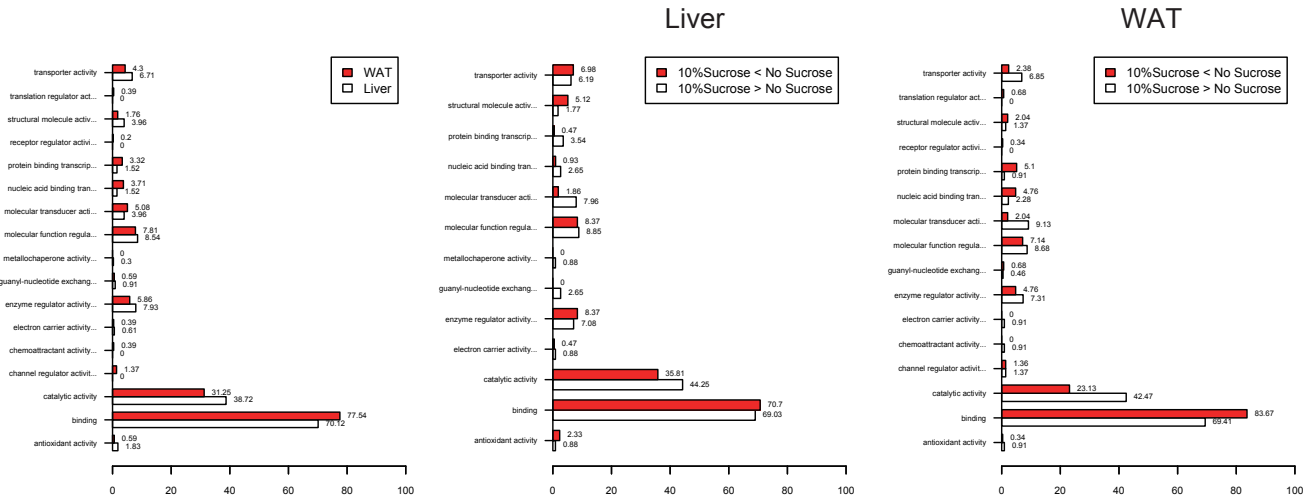 Liver
WAT
WAT
Liver
transporter activity 4.3
6.71
translation regulator act... 0.39
0
structural molecule activ... 1.76
3.96
receptor regulator activi... 0.2
0
protein binding transcrip... 3.32
1.52
nucleic acid binding tran... 3.71
1.52
molecular transducer acti... 5.08
3.96
molecular function regula... 7.81
8.54
metallochaperone activity... 0
0.3
guanyl-nucleotide exchang... 0.59
0.91
enzyme regulator activity... 5.86
7.93
electron carrier activity... 0.39
0.61
chemoattractant activity... 0.39
0
channel regulator activit... 1.37
0
catalytic activity 31.25
38.72
binding 77.54
70.12
antioxidant activity 0.59
1.83
0 20 40 60 80 100
10%Sucrose < No Sucrose
10%Sucrose > No Sucrose
transporter activity 6.98
6.19
structural molecule activ... 5.12
1.77
protein binding transcrip... 0.47
3.54
nucleic acid binding tran... 0.93
2.65
molecular transducer acti... 1.86
7.96
molecular function regula... 8.37
8.85
metallochaperone activity... 0
0.88
guanyl-nucleotide exchang... 0
2.65
enzyme regulator activity... 8.37
7.08
electron carrier activity... 0.47
0.88
catalytic activity 35.81
44.25
binding 70.7
69.03
antioxidant activity 2.33
0.88
0 20 40 60 80 100
10%Sucrose < No Sucrose
10%Sucrose > No Sucrose
transporter activity 2.38
6.85
translation regulator act... 0.68
0
structural molecule activ... 2.04
1.37
receptor regulator activi... 0.34
0
protein binding transcrip... 5.1
0.91
nucleic acid binding tran... 4.76
2.28
molecular transducer acti... 2.04
9.13
molecular function regula... 7.14
8.68
guanyl-nucleotide exchang... 0.68
0.46
enzyme regulator activity... 4.76
7.31
electron carrier activity... 0
0.91
chemoattractant activity... 0
0.91
channel regulator activit... 1.36
1.37
catalytic activity 23.13
42.47
binding 83.67
69.41
antioxidant activity 0.34
0.91
0 20 40 60 80 100